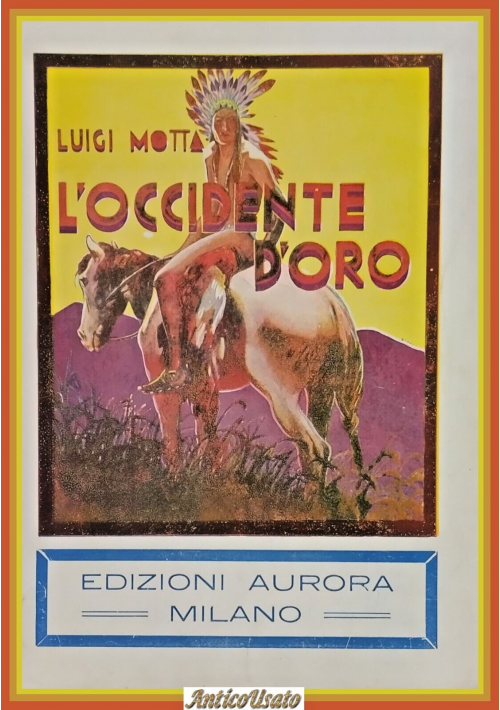 LUIGI MOTTA
L'OCCIDENTE
D'ORO
EDIZIONI AURORA
MILANO
AnticoUsato